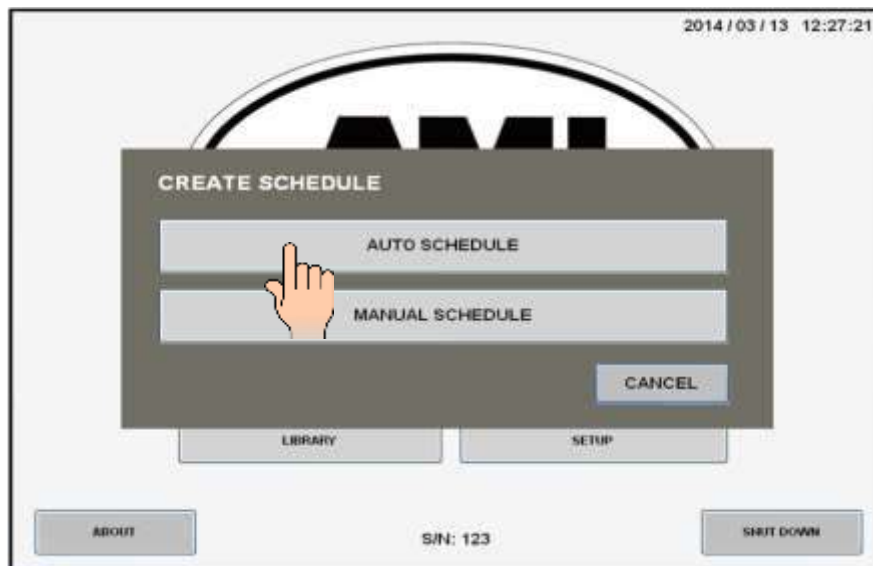 2014 / 03 / 13 12:27:21
AMI
CREATE SCHEDULE
AUTO SCHEDULE
MANUAL SCHEDULE
CANCEL
LIBRARY SETUP
ABOUT S/N: 123 SHUT DOWN